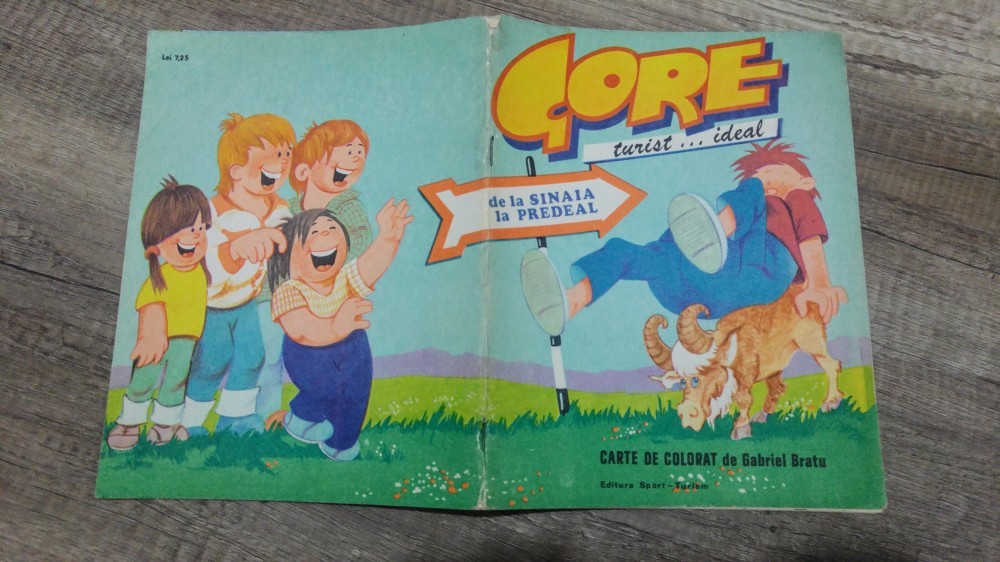 Lei 7,25
GORE
turist... ideal
de la SINAIA
la PREDEAL
CARTE DE COLORAT de Gabriel Bratu
Editura Sport-Turism